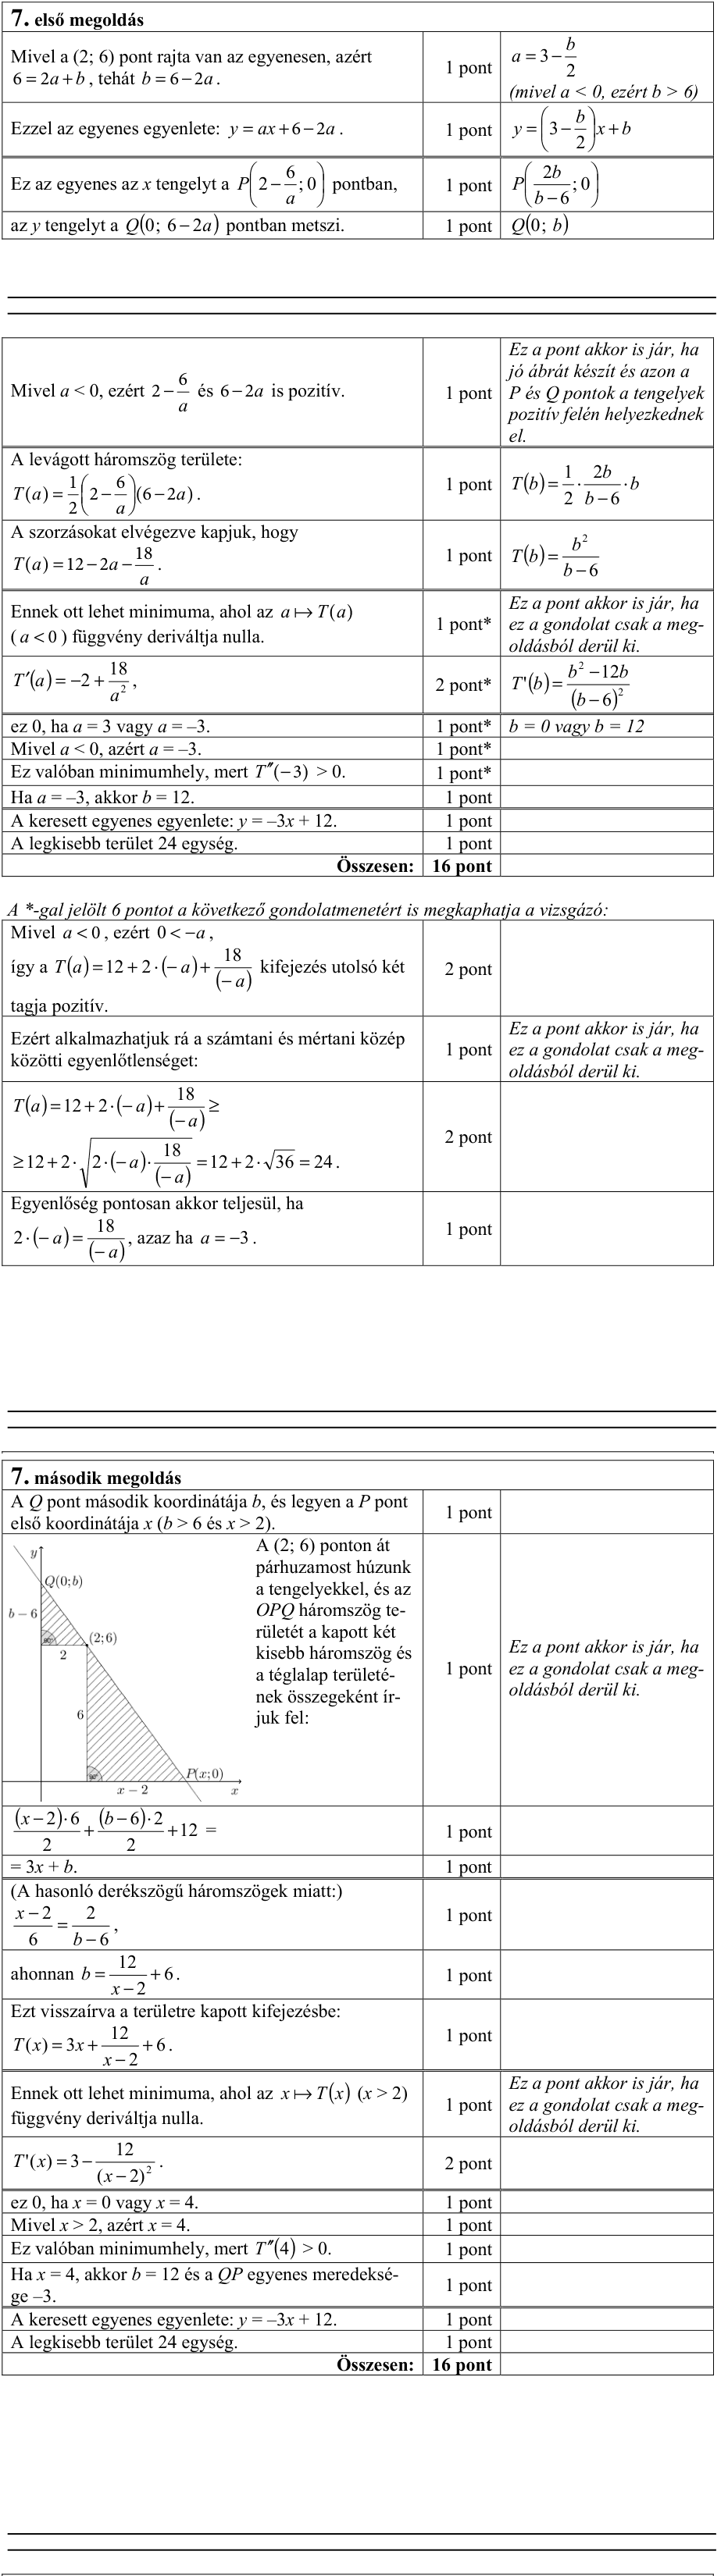 7. első megoldás
Mivel a (2; 6) pont rajta van az egyenesen, azért
6 = 2a + b , tehát b = 6 − 2a .
1 pont
a = 3 − b/2
(mivel a < 0, ezért b > 6)
Ezzel az egyenes egyenlete: y = ax + 6 − 2a .
1 pont
y = (3 − b/2)x + b
Ez az egyenes az x tengelyt a P(2 − 6/a; 0) pontban,
1 pont
P(2b/(b − 6); 0)
az y tengelyt a Q(0; 6 − 2a) pontban metszi.
1 pont
Q(0; b)
Mivel a < 0, ezért 2 − 6/a és 6 − 2a is pozitív.
1 pont
Ez a pont akkor is jár, ha
jó ábrát készít és azon a
P és Q pontok a tengelyek
pozitív felén helyezkednek
el.
A levágott háromszög területe:
T(a) = 1/2(2 − 6/a)(6 − 2a) .
1 pont
T(b) = 1/2 · 2b/(b − 6) · b
A szorzásokat elvégezve kapjuk, hogy
T(a) = 12 − 2a − 18/a .
1 pont
T(b) = b²/(b − 6)
Ennek ott lehet minimuma, ahol az a ↦ T(a)
( a < 0 ) függvény deriváltja nulla.
1 pont*
Ez a pont akkor is jár, ha
ez a gondolat csak a meg-
oldásból derül ki.
T′(a) = −2 + 18/a² ,
2 pont*
T'(b) = (b² − 12b)/(b − 6)²
ez 0, ha a = 3 vagy a = –3.
1 pont*
b = 0 vagy b = 12
Mivel a < 0, azért a = –3.
1 pont*
Ez valóban minimumhely, mert T″(− 3) > 0.
1 pont*
Ha a = –3, akkor b = 12.
1 pont
A keresett egyenes egyenlete: y = –3x + 12.
1 pont
A legkisebb terület 24 egység.
1 pont
Összesen:
16 pont
A *-gal jelölt 6 pontot a következő gondolatmenetért is megkaphatja a vizsgázó:
Mivel a < 0 , ezért 0 < −a ,
így a T(a) = 12 + 2 · (− a) + 18/(− a) kifejezés utolsó két
tagja pozitív.
2 pont
Ezért alkalmazhatjuk rá a számtani és mértani közép
közötti egyenlőtlenséget:
1 pont
Ez a pont akkor is jár, ha
ez a gondolat csak a meg-
oldásból derül ki.
T(a) = 12 + 2 · (− a) + 18/(− a) ≥
≥ 12 + 2 · √(2 · (− a) · 18/(− a)) = 12 + 2 · √36 = 24 .
2 pont
Egyenlőség pontosan akkor teljesül, ha
2 · (− a) = 18/(− a) , azaz ha a = −3 .
1 pont
7. második megoldás
A Q pont második koordinátája b, és legyen a P pont
első koordinátája x (b > 6 és x > 2).
1 pont
y
Q(0; b)
b − 6
90°
(2; 6)
2
6
90°
P(x; 0)
x − 2
x
A (2; 6) ponton át
párhuzamost húzunk
a tengelyekkel, és az
OPQ háromszög te-
rületét a kapott két
kisebb háromszög és
a téglalap területé-
nek összegeként ír-
juk fel:
1 pont
Ez a pont akkor is jár, ha
ez a gondolat csak a meg-
oldásból derül ki.
(x − 2) · 6/2 + (b − 6) · 2/2 + 12 =
1 pont
= 3x + b.
1 pont
(A hasonló derékszögű háromszögek miatt:)
(x − 2)/6 = 2/(b − 6) ,
1 pont
ahonnan b = 12/(x − 2) + 6 .
1 pont
Ezt visszaírva a területre kapott kifejezésbe:
T(x) = 3x + 12/(x − 2) + 6 .
1 pont
Ennek ott lehet minimuma, ahol az x ↦ T(x) (x > 2)
függvény deriváltja nulla.
1 pont
Ez a pont akkor is jár, ha
ez a gondolat csak a meg-
oldásból derül ki.
T'(x) = 3 − 12/(x − 2)² .
2 pont
ez 0, ha x = 0 vagy x = 4.
1 pont
Mivel x > 2, azért x = 4.
1 pont
Ez valóban minimumhely, mert T″(4) > 0.
1 pont
Ha x = 4, akkor b = 12 és a QP egyenes meredeksé-
ge –3.
1 pont
A keresett egyenes egyenlete: y = –3x + 12.
1 pont
A legkisebb terület 24 egység.
1 pont
Összesen:
16 pont